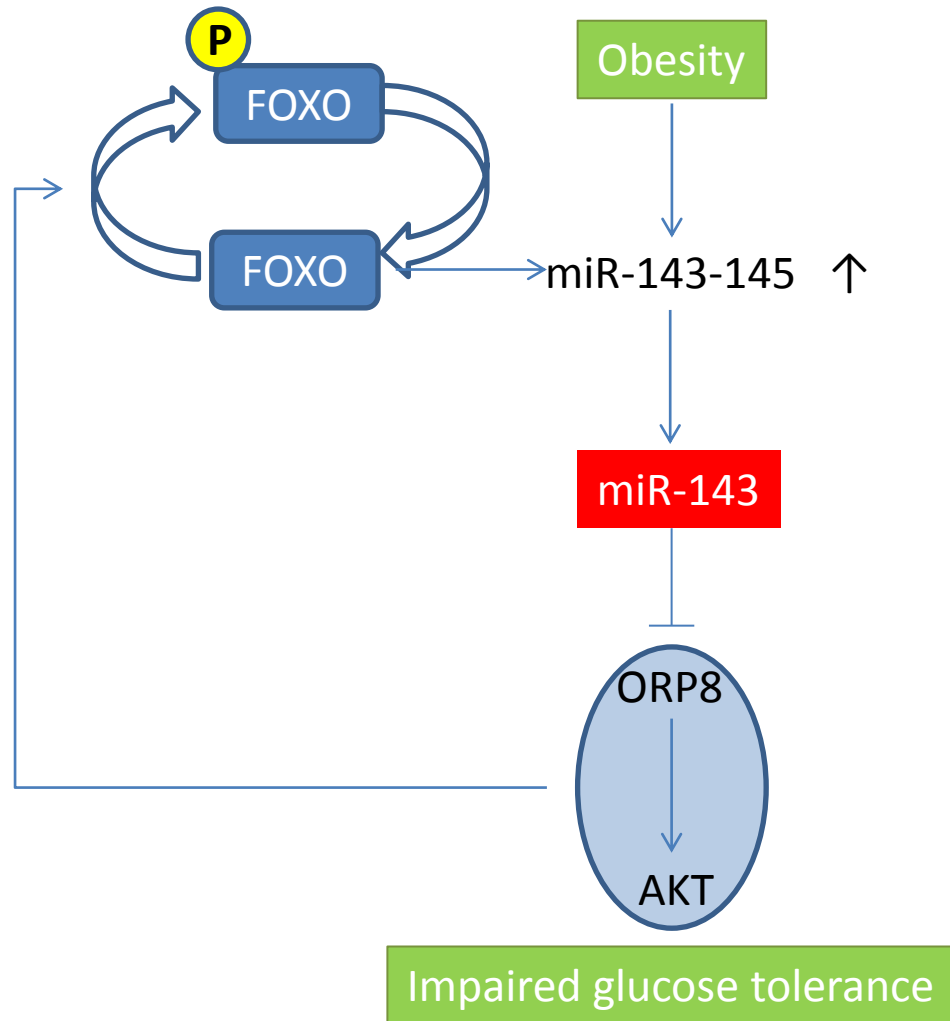 P
FOXO
Obesity
FOXO
miR-143-145 ↑
miR-143
ORP8
AKT
Impaired glucose tolerance